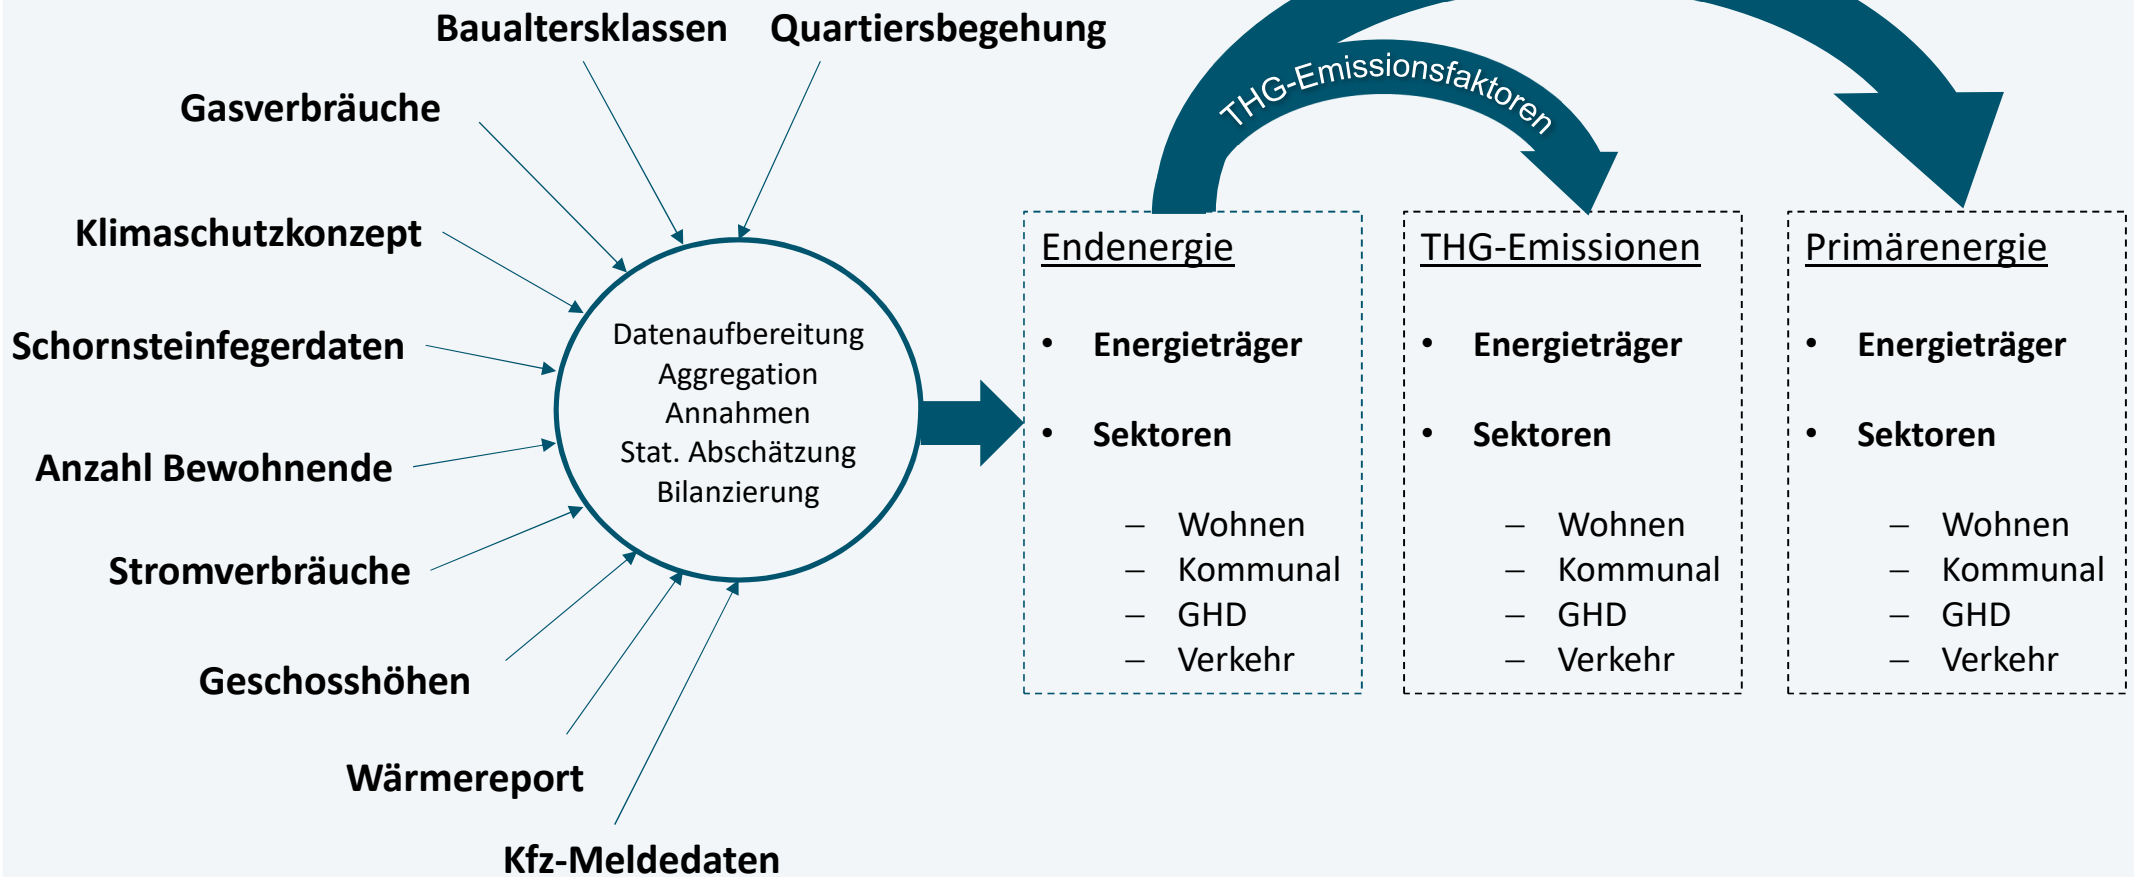 Baualtersklassen
Quartiersbegehung
Gasverbräuche
Klimaschutzkonzept
Schornsteinfegerdaten
Anzahl Bewohnende
Stromverbräuche
Geschosshöhen
Wärmereport
Kfz-Meldedaten
Datenaufbereitung
Aggregation
Annahmen
Stat. Abschätzung
Bilanzierung
THG-Emissionsfaktoren
Endenergie
• Energieträger
• Sektoren
– Wohnen
– Kommunal
– GHD
– Verkehr
THG-Emissionen
• Energieträger
• Sektoren
– Wohnen
– Kommunal
– GHD
– Verkehr
Primärenergie
• Energieträger
• Sektoren
– Wohnen
– Kommunal
– GHD
– Verkehr